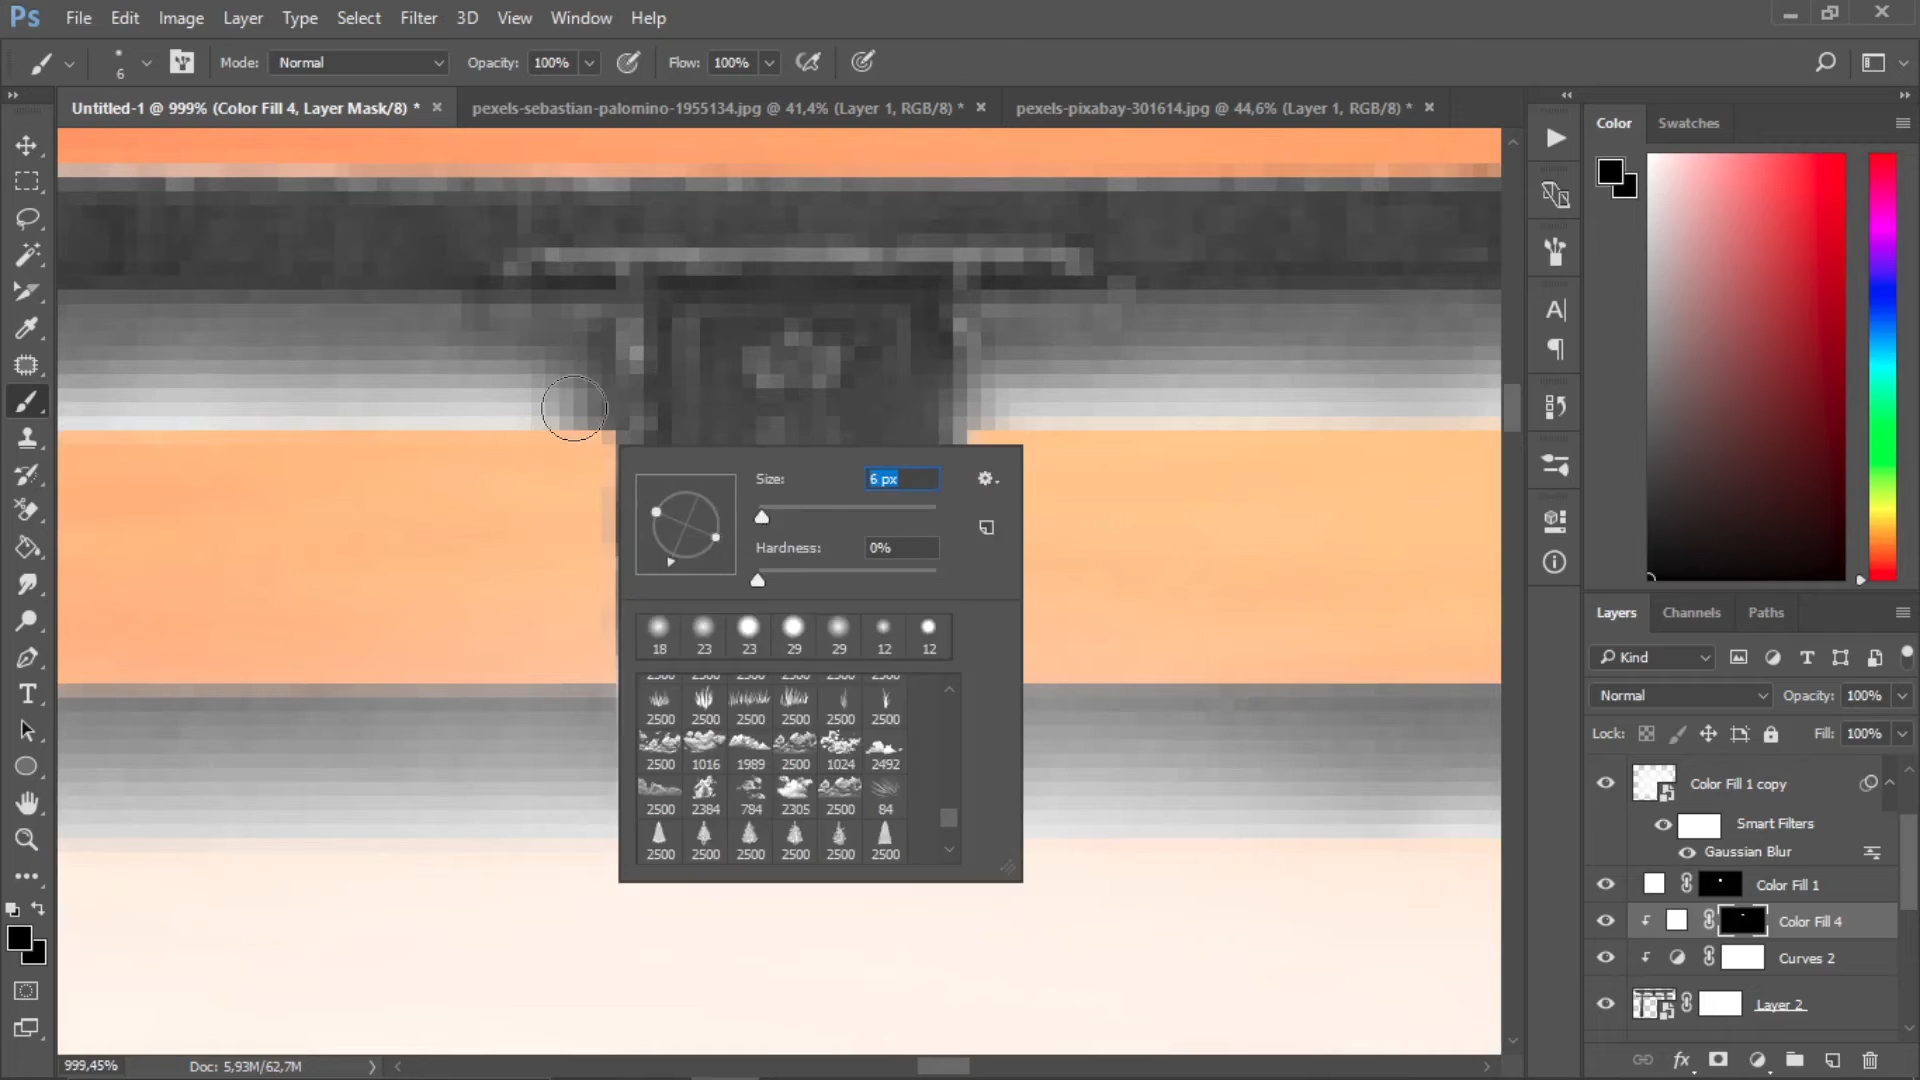 Ps File Edit Image Layer Type Select Filter 3D View Window Help
6 Mode: Normal Opacity: 100% Flow: 100%
Untitled-1 @ 999% (Color Fill 4, Layer Mask/8) * × pexels-sebastian-palomino-1955134.jpg @ 41,4% (Layer 1, RGB/8) * × pexels-pixabay-301614.jpg @ 44,6% (Layer 1, RGB/8) * ×
Color Swatches
Size: 6 px
Hardness: 0%
18 23 23 29 29 12 12
2500 2500 2500 2500 2500 2500
2500 1016 1989 2500 1024 2492
2500 2384 784 2305 2500 84
2500 2500 2500 2500 2500 2500
Layers Channels Paths
Kind
Normal Opacity: 100%
Lock: Fill: 100%
Color Fill 1 copy
Smart Filters
Gaussian Blur
Color Fill 1
Color Fill 4
Curves 2
Layer 2
fx
999,45% Doc: 5,93M/62,7M